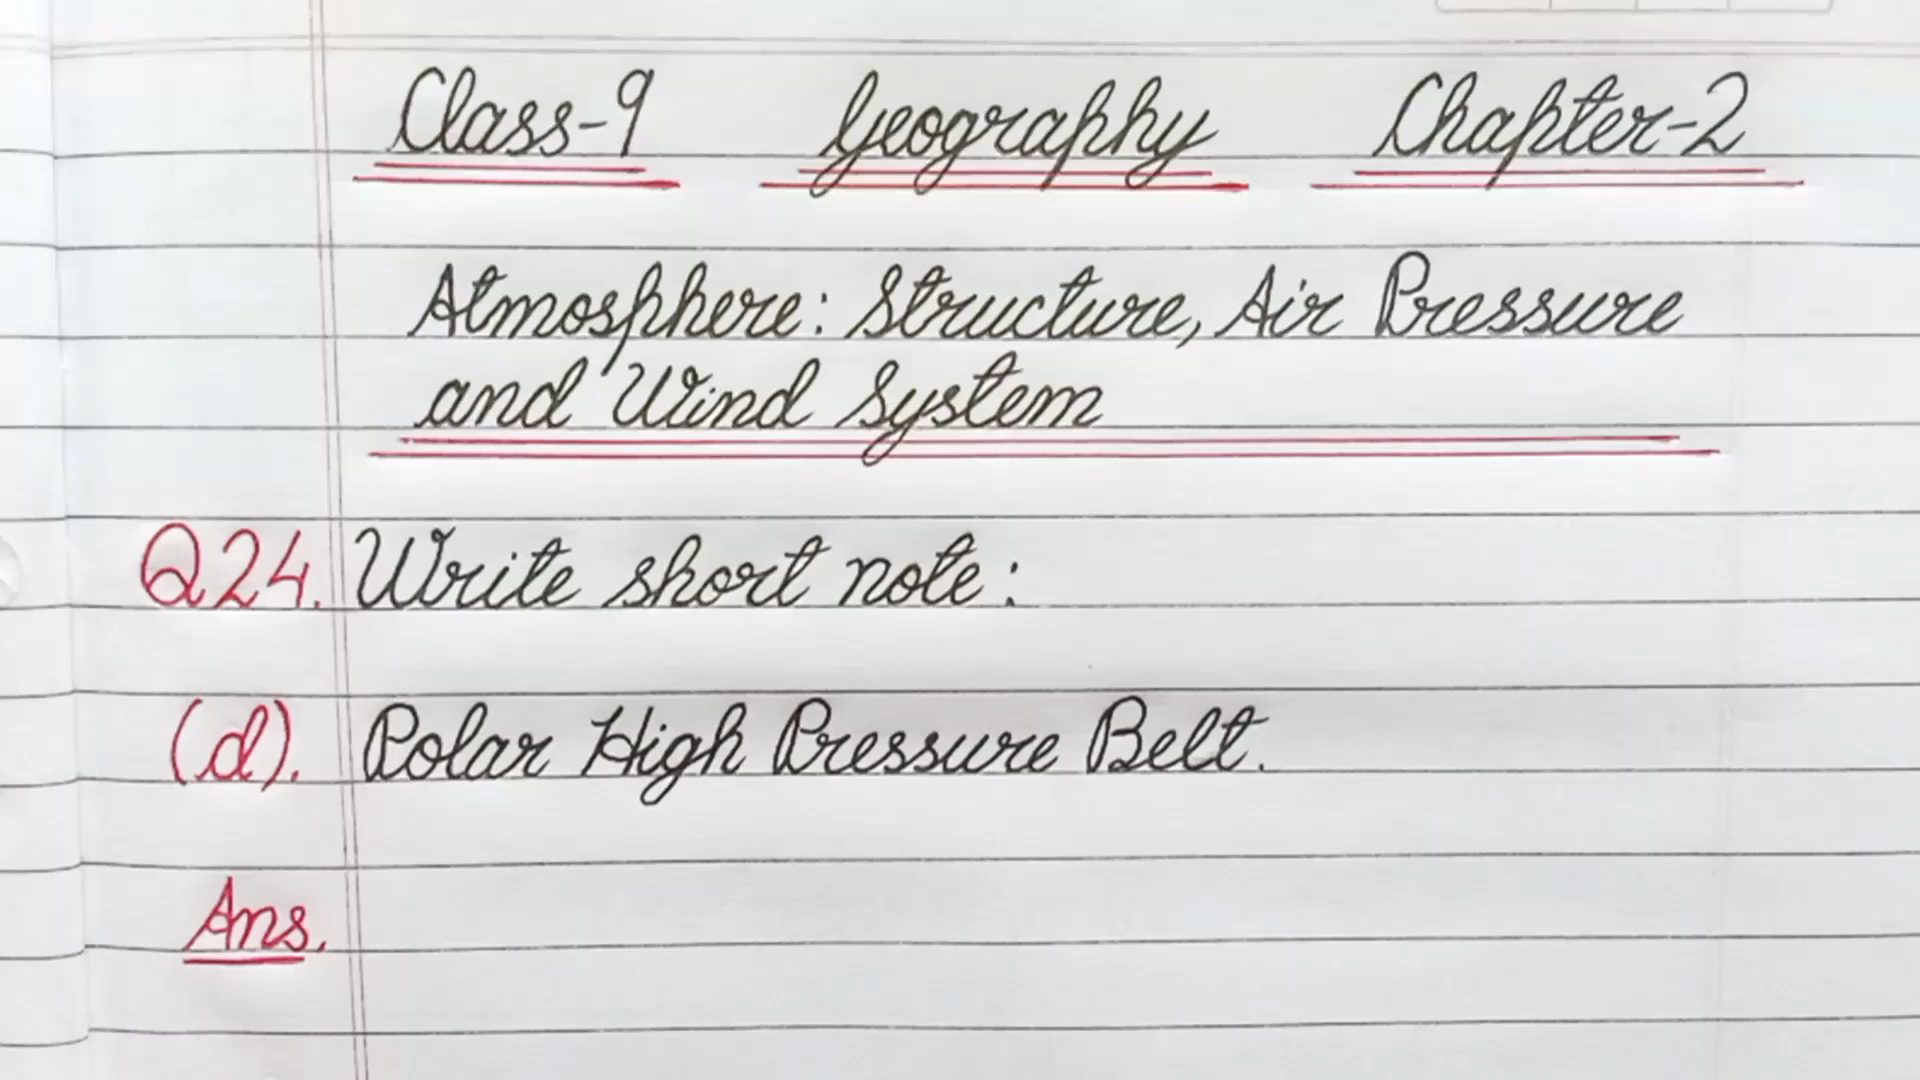 Class-9 Geography Chapter-2
Atmosphere: Structure, Air Pressure
and Wind System
Q24. Write short note:
(d). Polar High Pressure Belt.
Ans.